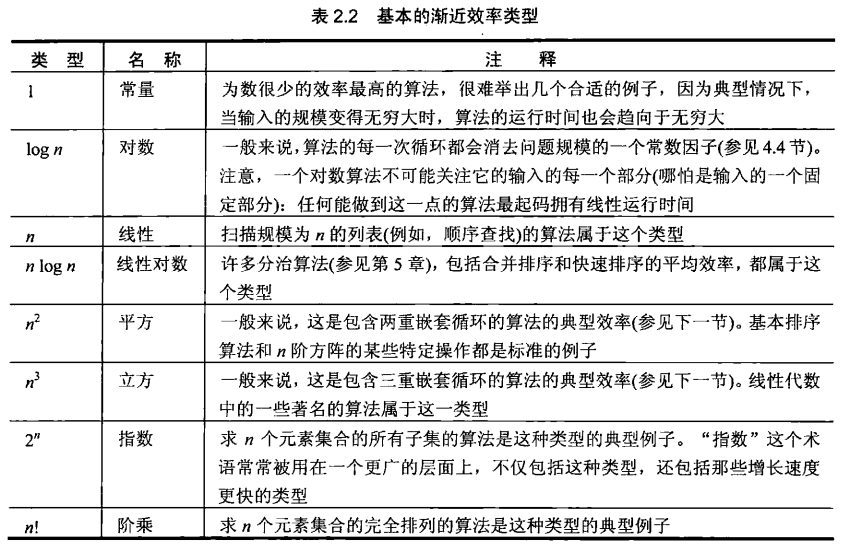 表 2.2 基本的渐近效率类型
类 型 名 称 注 释
1 常量 为数很少的效率最高的算法，很难举出几个合适的例子，因为典型情况下，
当输入的规模变得无穷大时，算法的运行时间也会趋向于无穷大
log n 对数 一般来说，算法的每一次循环都会消去问题规模的一个常数因子(参见 4.4 节)。
注意，一个对数算法不可能关注它的输入的每一个部分(哪怕是输入的一个固
定部分)：任何能做到这一点的算法最起码拥有线性运行时间
n 线性 扫描规模为 n 的列表(例如，顺序查找)的算法属于这个类型
n log n 线性对数 许多分治算法(参见第 5 章)，包括合并排序和快速排序的平均效率，都属于这
个类型
n² 平方 一般来说，这是包含两重嵌套循环的算法的典型效率(参见下一节)。基本排序
算法和 n 阶方阵的某些特定操作都是标准的例子
n³ 立方 一般来说，这是包含三重嵌套循环的算法的典型效率(参见下一节)。线性代数
中的一些著名的算法属于这一类型
2ⁿ 指数 求 n 个元素集合的所有子集的算法是这种类型的典型例子。“指数”这个术
语常常被用在一个更广的层面上，不仅包括这种类型，还包括那些增长速度
更快的类型
n! 阶乘 求 n 个元素集合的完全排列的算法是这种类型的典型例子